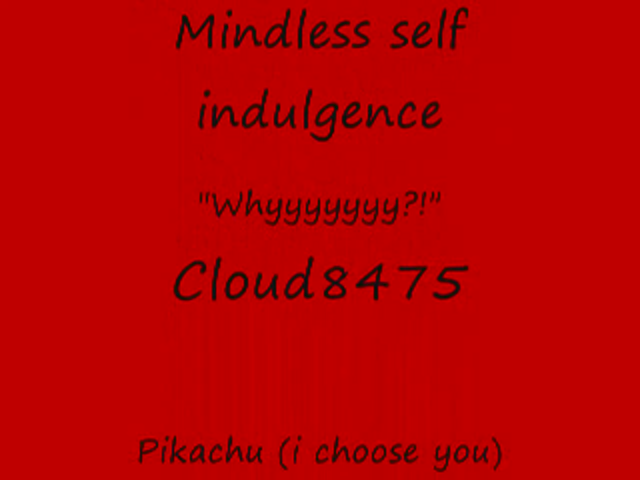 Mindless self
indulgence
"Whyyyyyyy?!"
Cloud8475
Pikachu (i choose you)